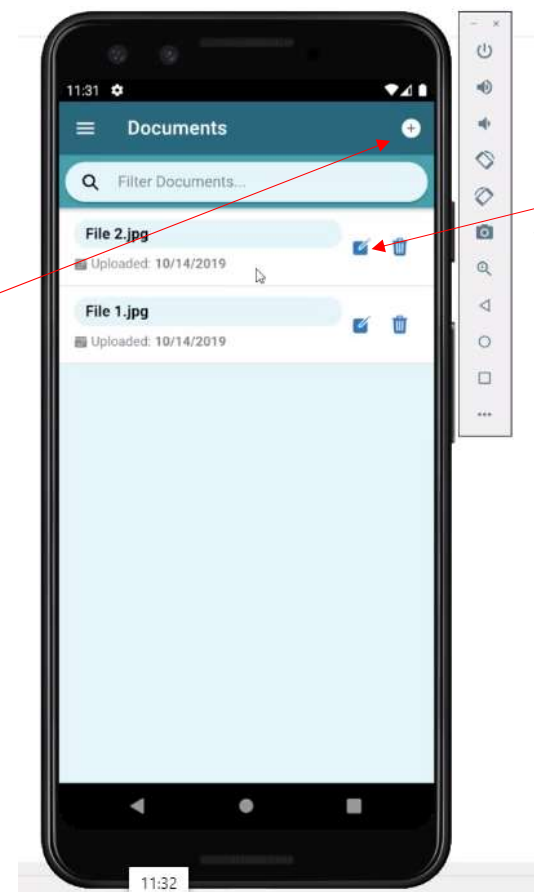 11:31
Documents
Filter Documents...
File 2.jpg
Uploaded: 10/14/2019
File 1.jpg
Uploaded: 10/14/2019
11:32